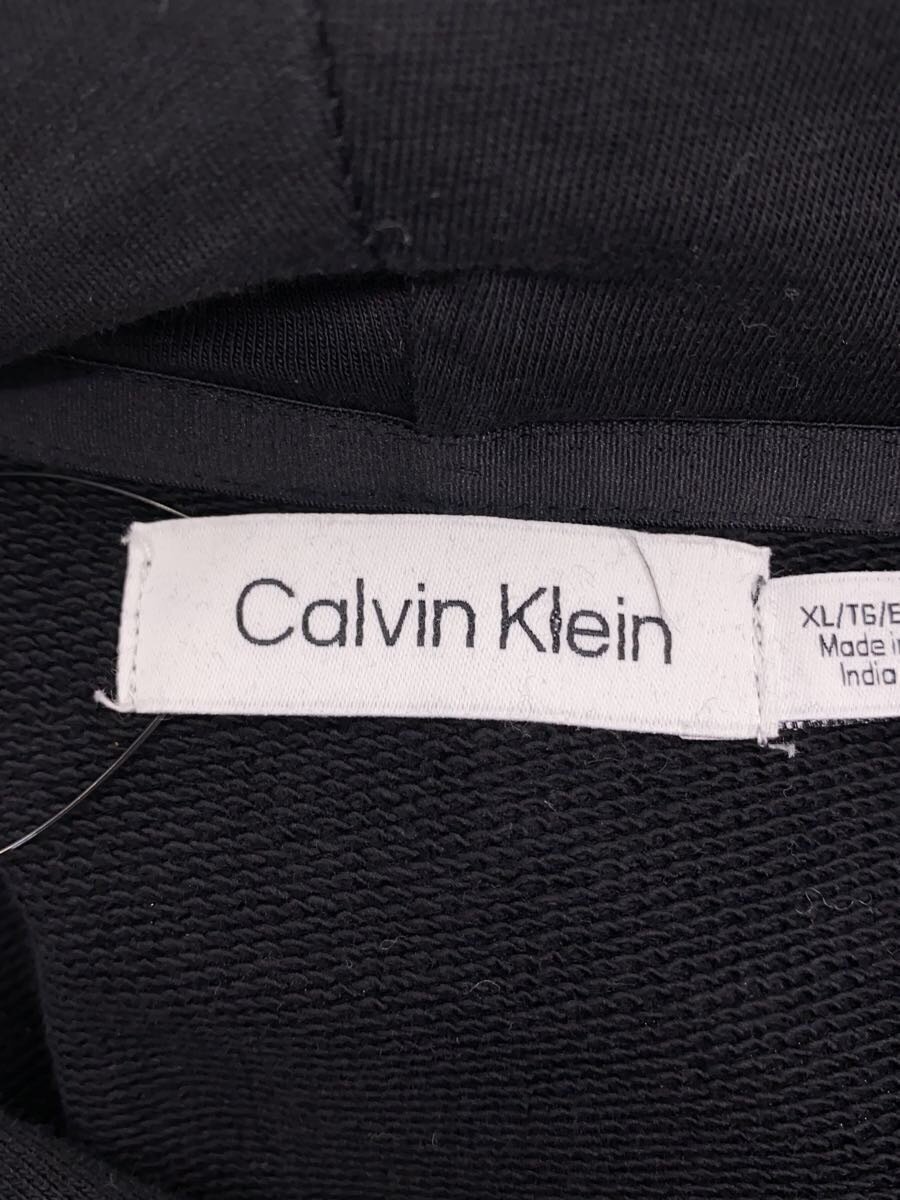 Calvin Klein
XL/TG/E
Made in
India